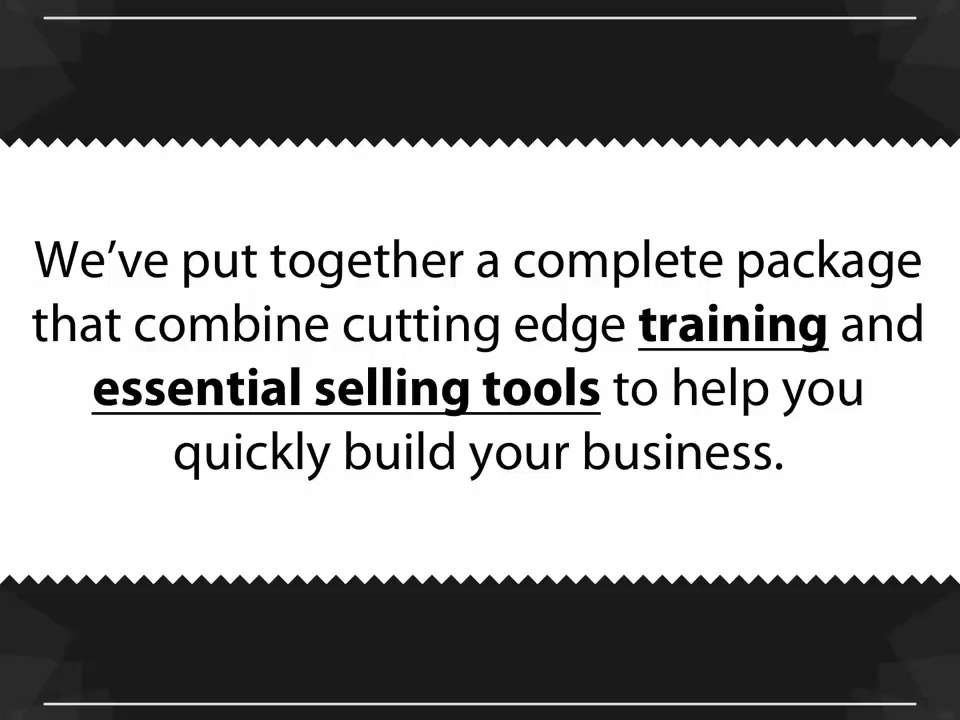 We’ve put together a complete package
that combine cutting edge training and
essential selling tools to help you
quickly build your business.